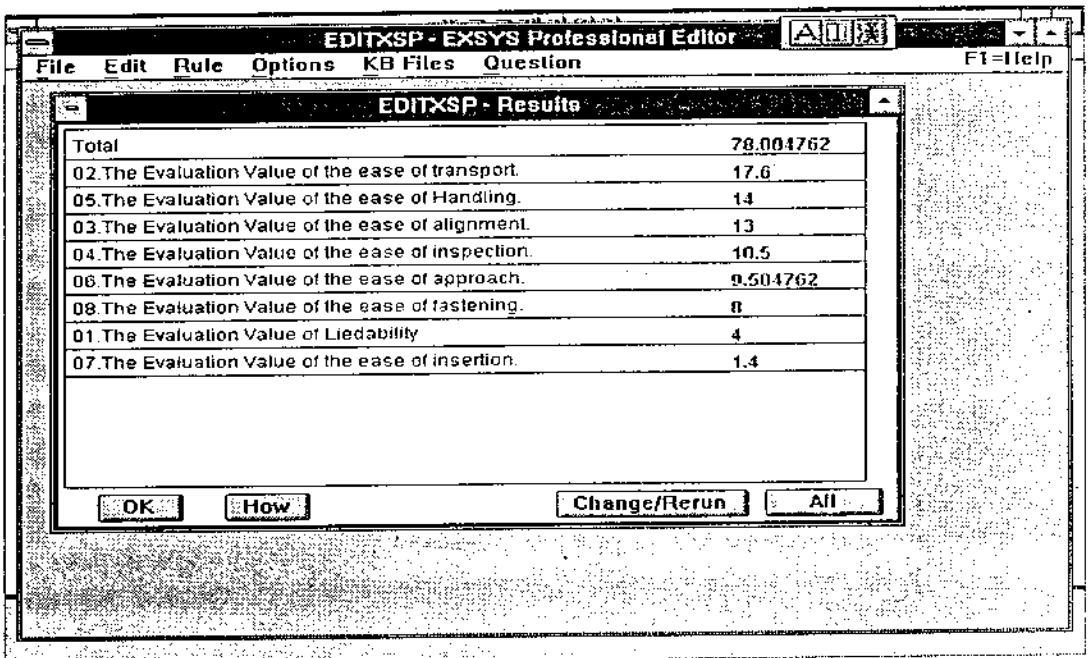 EDITXSP - EXSYS Professional Editor
File Edit Rule Options KB Files Question F1=Help
EDITXSP - Results
Total 78.004762
02.The Evaluation Value of the ease of transport. 17.6
05.The Evaluation Value of the ease of Handling. 14
03.The Evaluation Value of the ease of alignment. 13
04.The Evaluation Value of the ease of inspection. 10.5
06.The Evaluation Value of the ease of approach. 9.504762
08.The Evaluation Value of the ease of fastening. 8
01.The Evaluation Value of Liedability 4
07.The Evaluation Value of the ease of insertion. 1.4
OK How Change/Rerun All